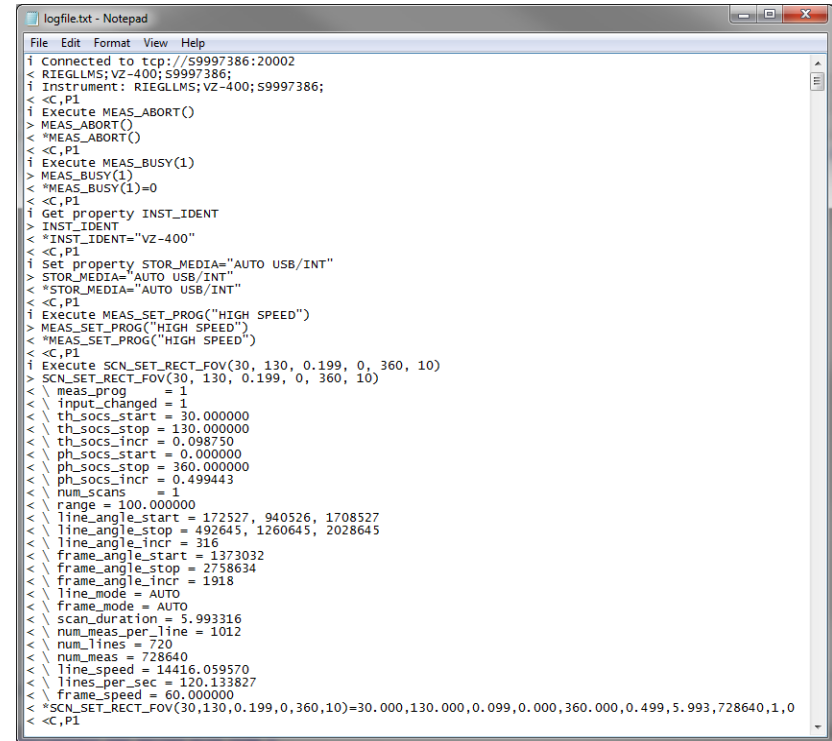 logfile.txt - Notepad
File Edit Format View Help
i Connected to tcp://S9997386:20002
< RIEGLLMS;VZ-400;S9997386;
i Instrument: RIEGLLMS;VZ-400;S9997386;
< <C,P1
i Execute MEAS_ABORT()
> MEAS_ABORT()
< *MEAS_ABORT()
< <C,P1
i Execute MEAS_BUSY(1)
> MEAS_BUSY(1)
< *MEAS_BUSY(1)=0
< <C,P1
i Get property INST_IDENT
> INST_IDENT
< *INST_IDENT="VZ-400"
< <C,P1
i Set property STOR_MEDIA="AUTO USB/INT"
> STOR_MEDIA="AUTO USB/INT"
< *STOR_MEDIA="AUTO USB/INT"
< <C,P1
i Execute MEAS_SET_PROG("HIGH SPEED")
> MEAS_SET_PROG("HIGH SPEED")
< *MEAS_SET_PROG("HIGH SPEED")
< <C,P1
i Execute SCN_SET_RECT_FOV(30, 130, 0.199, 0, 360, 10)
> SCN_SET_RECT_FOV(30, 130, 0.199, 0, 360, 10)
< \ meas_prog = 1
< \ input_changed = 1
< \ th_socs_start = 30.000000
< \ th_socs_stop = 130.000000
< \ th_socs_incr = 0.098750
< \ ph_socs_start = 0.000000
< \ ph_socs_stop = 360.000000
< \ ph_socs_incr = 0.499443
< \ num_scans = 1
< \ range = 100.000000
< \ line_angle_start = 172527, 940526, 1708527
< \ line_angle_stop = 492645, 1260645, 2028645
< \ line_angle_incr = 316
< \ frame_angle_start = 1373032
< \ frame_angle_stop = 2758634
< \ frame_angle_incr = 1918
< \ line_mode = AUTO
< \ frame_mode = AUTO
< \ scan_duration = 5.993316
< \ num_meas_per_line = 1012
< \ num_lines = 720
< \ num_meas = 728640
< \ line_speed = 14416.059570
< \ lines_per_sec = 120.133827
< \ frame_speed = 60.000000
< *SCN_SET_RECT_FOV(30,130,0.199,0,360,10)=30.000,130.000,0.099,0.000,360.000,0.499,5.993,728640,1,0
< <C,P1